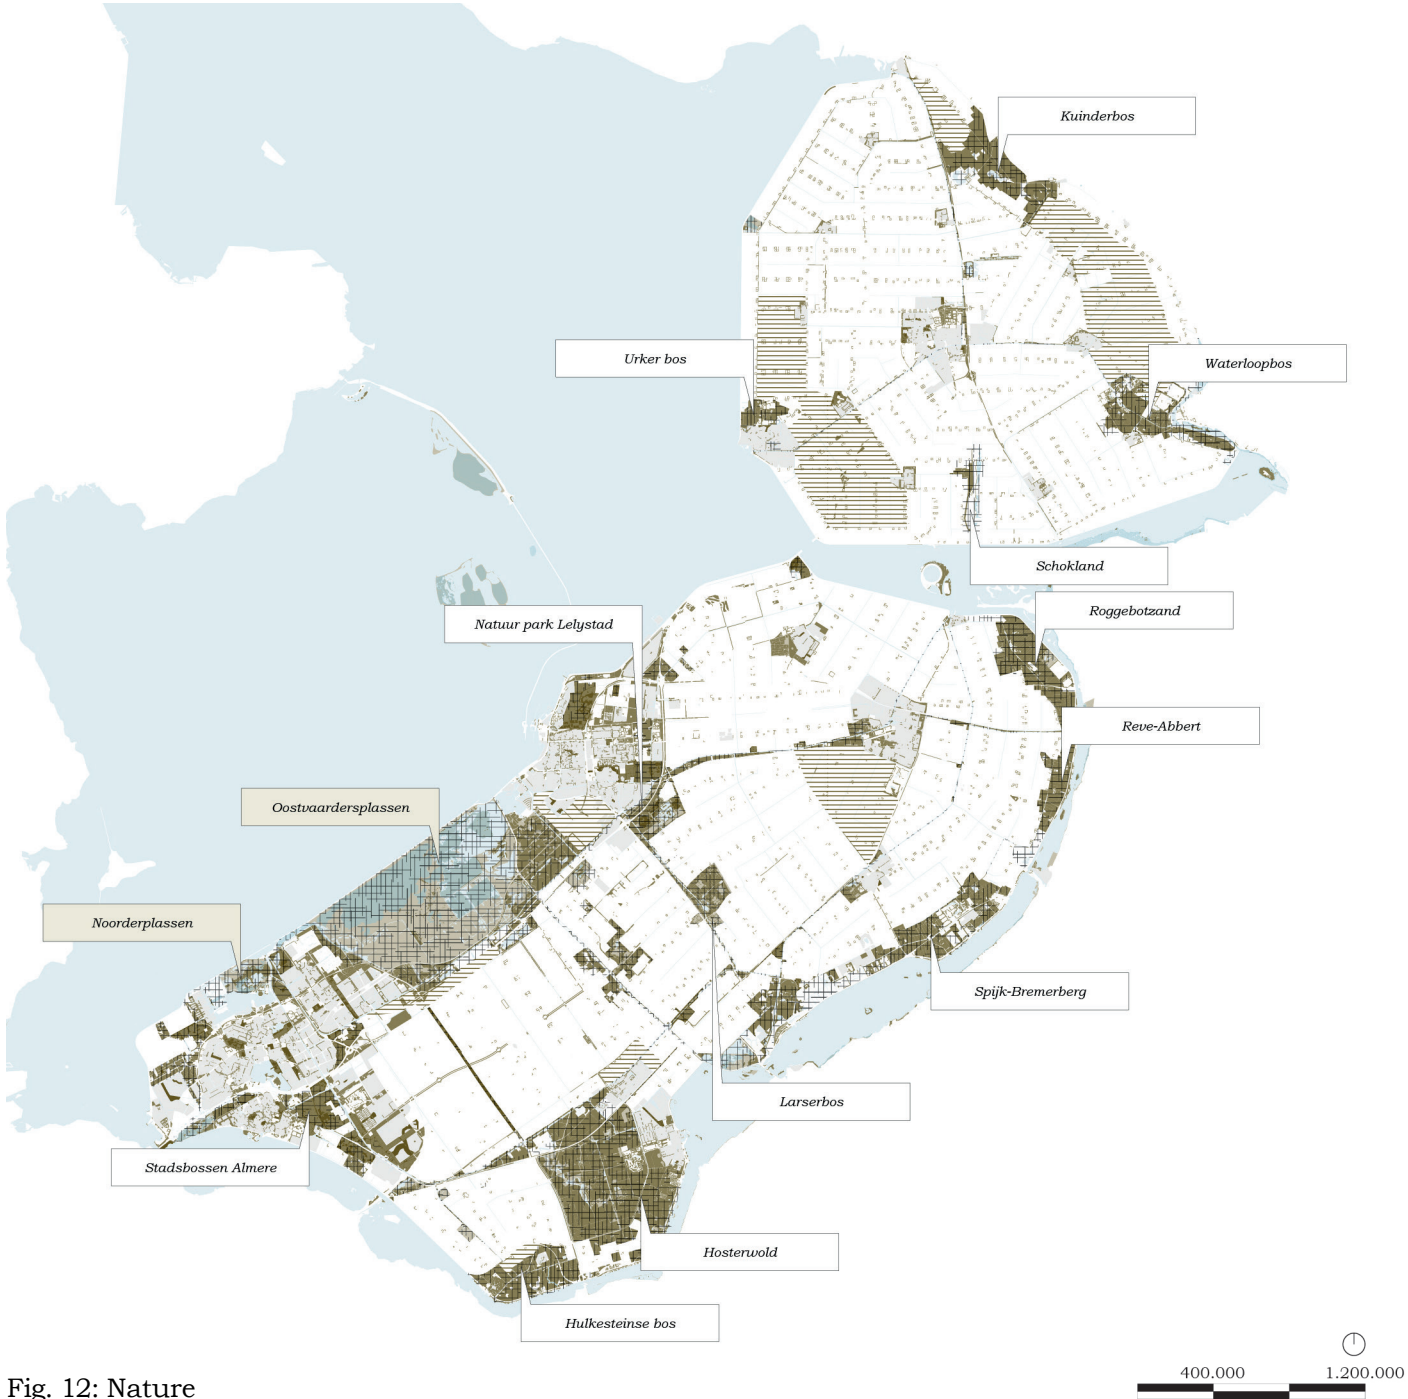 Kuinderbos
Urker bos
Waterloopbos
Schokland
Roggebotzand
Natuur park Lelystad
Reve-Abbert
Oostvaardersplassen
Noorderplassen
Spijk-Bremerberg
Larserbos
Stadsbossen Almere
Hosterwold
Hulkesteinse bos
400.000 1.200.000
Fig. 12: Nature